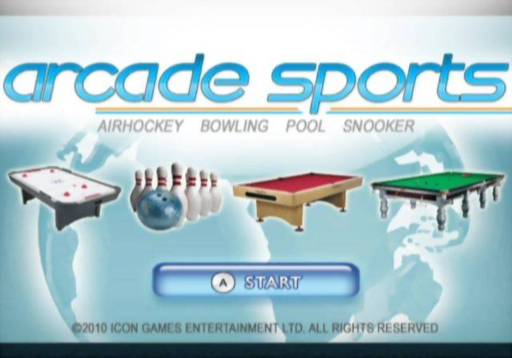 arcade sports
AIRHOCKEY BOWLING POOL SNOOKER
A START
©2010 ICON GAMES ENTERTAINMENT LTD. ALL RIGHTS RESERVED